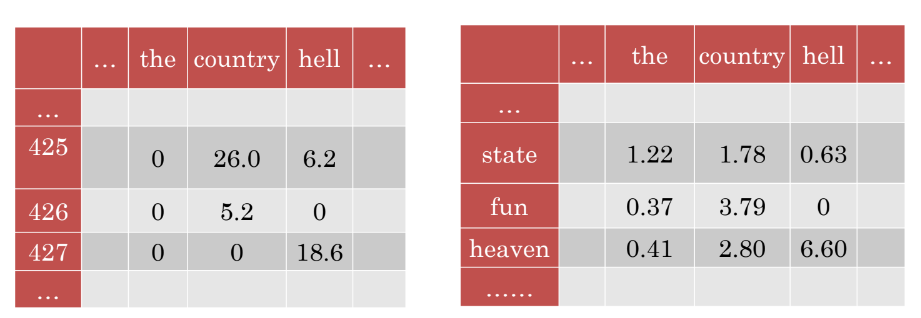 … the country hell …
…
425 0 26.0 6.2
426 0 5.2 0
427 0 0 18.6
…
… the country hell …
…
state 1.22 1.78 0.63
fun 0.37 3.79 0
heaven 0.41 2.80 6.60
……